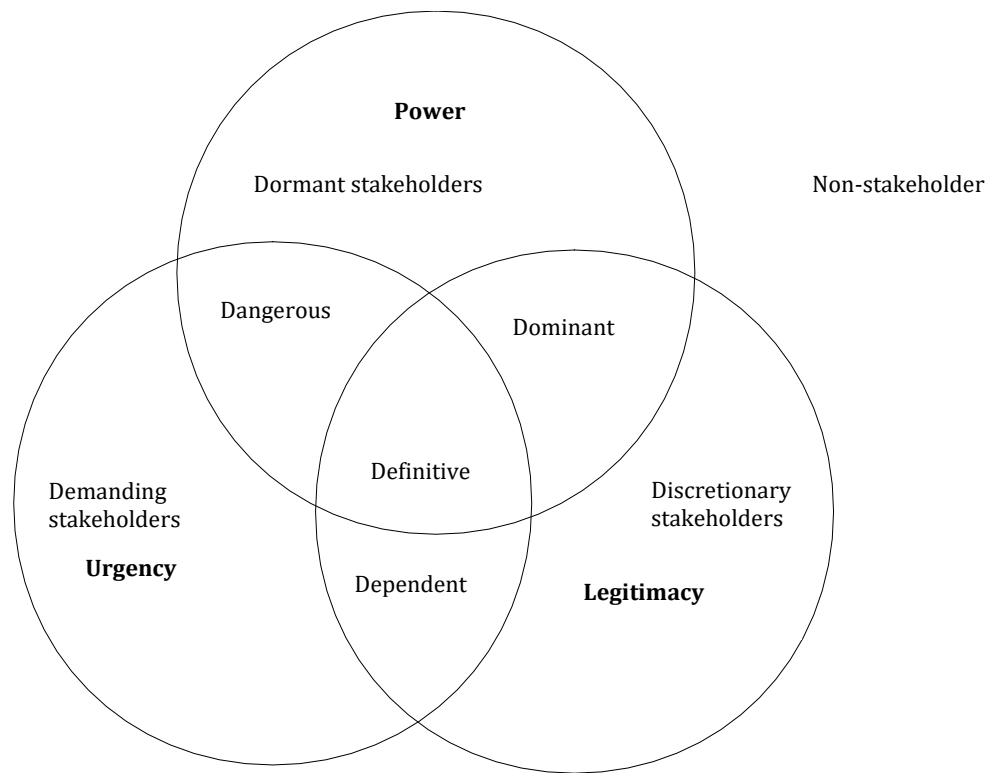 Power
Dormant stakeholders
Non-stakeholder
Dangerous
Dominant
Definitive
Demanding
stakeholders
Discretionary
stakeholders
Urgency
Dependent
Legitimacy